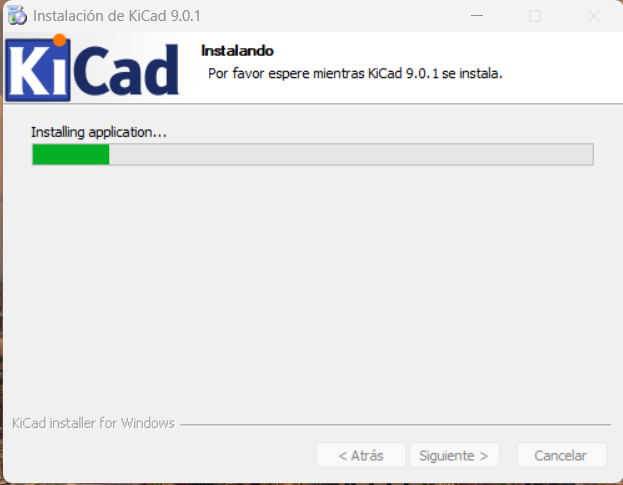 Instalación de KiCad 9.0.1
KiCad
Instalando
Por favor espere mientras KiCad 9.0.1 se instala.
Installing application...
KiCad installer for Windows
< Atrás
Siguiente >
Cancelar